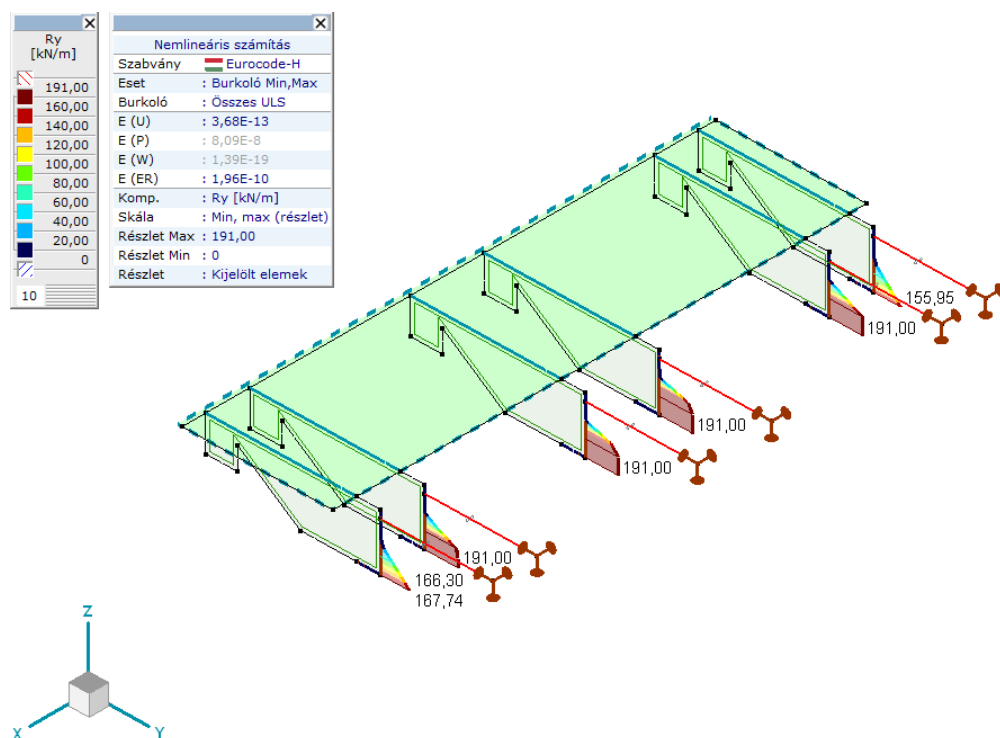 Ry
[kN/m]
191,00
160,00
140,00
120,00
100,00
80,00
60,00
40,00
20,00
0
10
Nemlineáris számítás
Szabvány Eurocode-H
Eset : Burkoló Min,Max
Burkoló : Összes ULS
E (U) : 3,68E-13
E (P) : 8,09E-8
E (W) : 1,39E-19
E (ER) : 1,96E-10
Komp. : Ry [kN/m]
Skála : Min, max (részlet)
Részlet Max : 191,00
Részlet Min : 0
Részlet : Kijelölt elemek
155,95
191,00
191,00
191,00
191,00
166,30
167,74
Z
X
Y